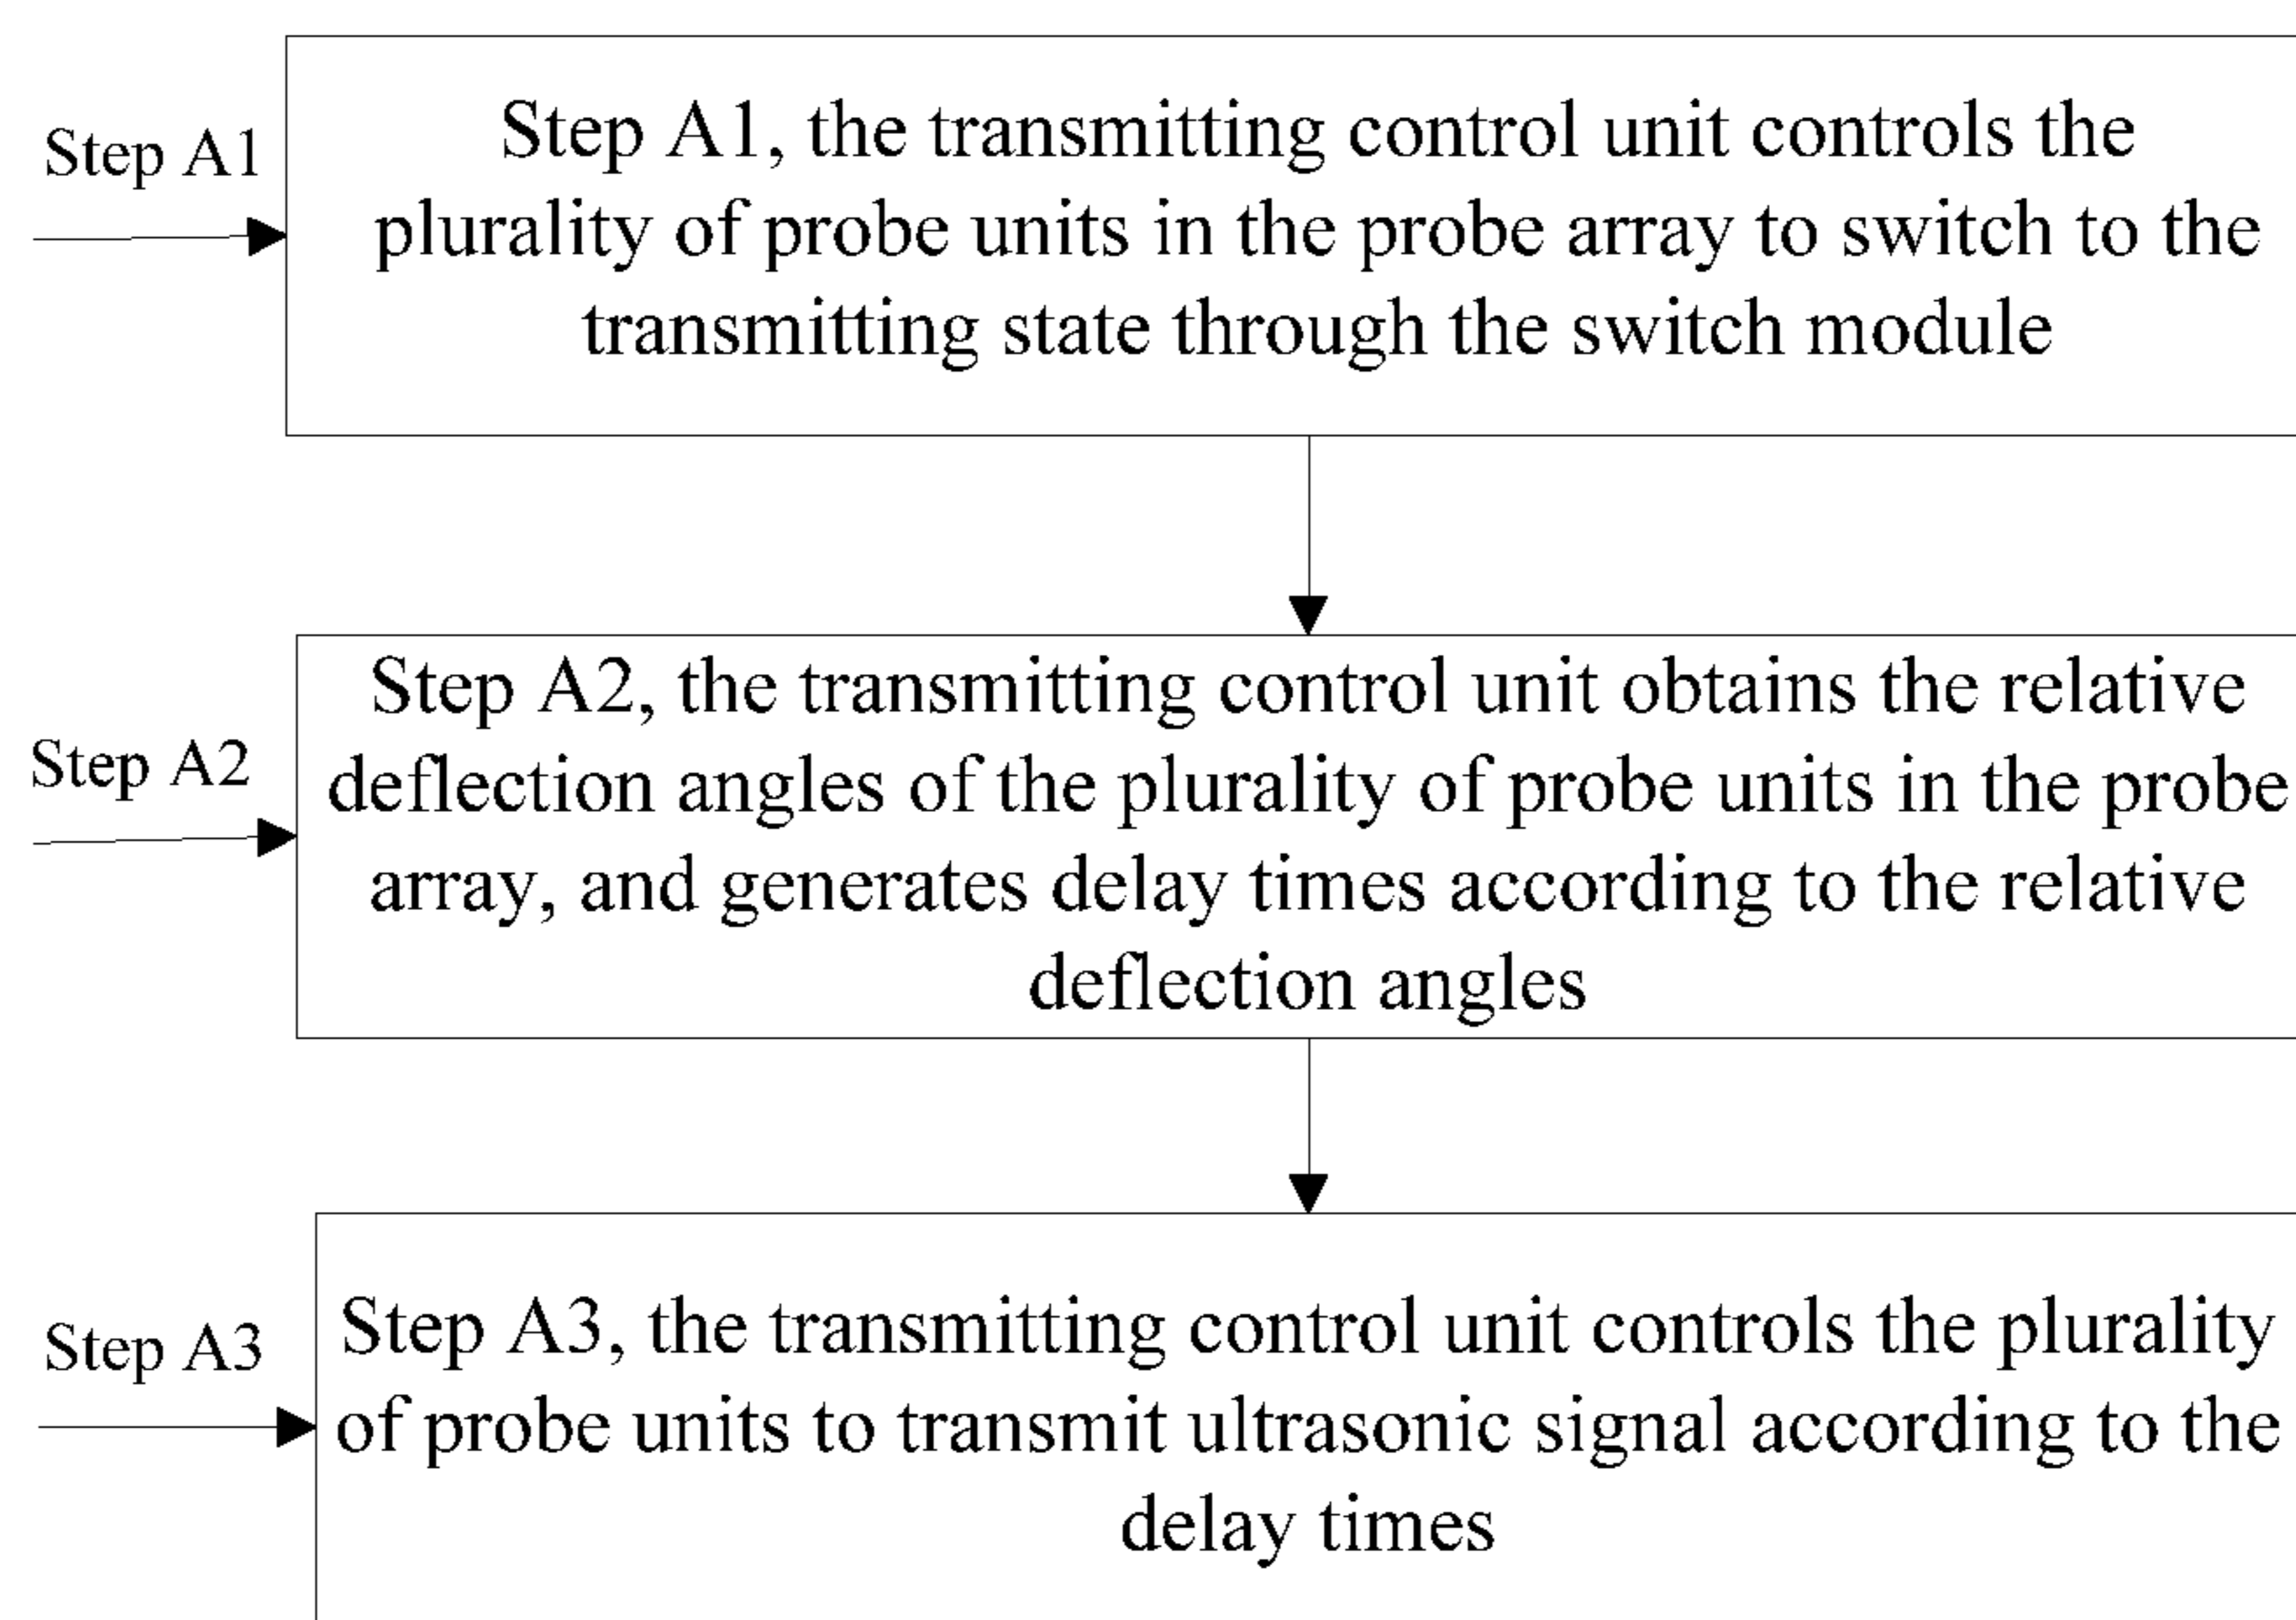 Step A1
Step A1, the transmitting control unit controls the
plurality of probe units in the probe array to switch to the
transmitting state through the switch module
Step A2
Step A2, the transmitting control unit obtains the relative
deflection angles of the plurality of probe units in the probe
array, and generates delay times according to the relative
deflection angles
Step A3
Step A3, the transmitting control unit controls the plurality
of probe units to transmit ultrasonic signal according to the
delay times